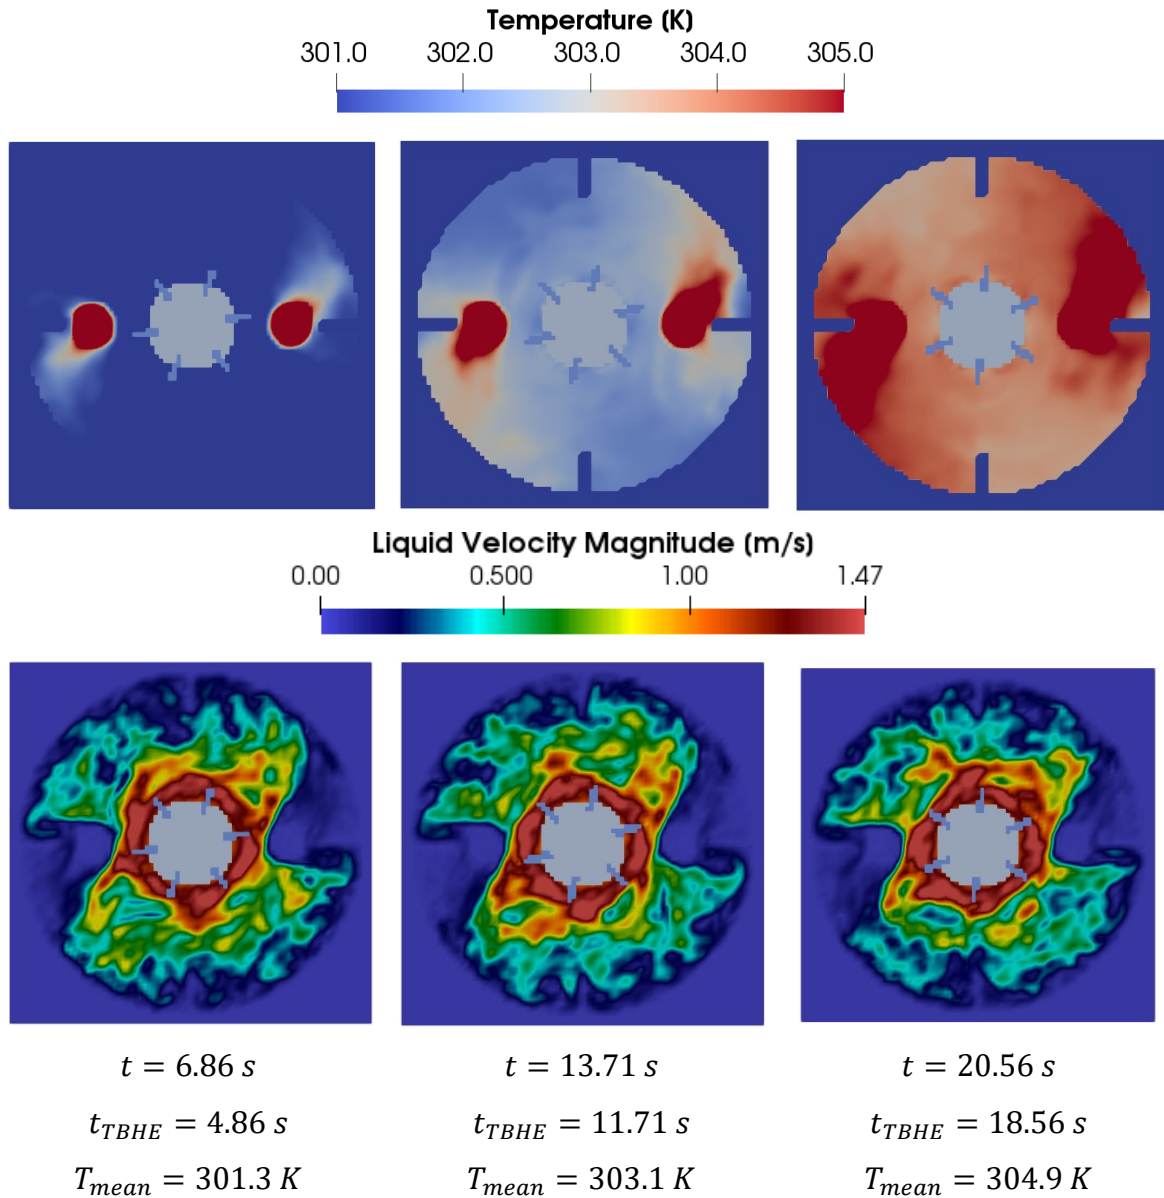 Temperature (K)
301.0 302.0 303.0 304.0 305.0
Liquid Velocity Magnitude (m/s)
0.00 0.500 1.00 1.47
t = 6.86 s t = 13.71 s t = 20.56 s
t_TBHE = 4.86 s t_TBHE = 11.71 s t_TBHE = 18.56 s
T_mean = 301.3 K T_mean = 303.1 K T_mean = 304.9 K